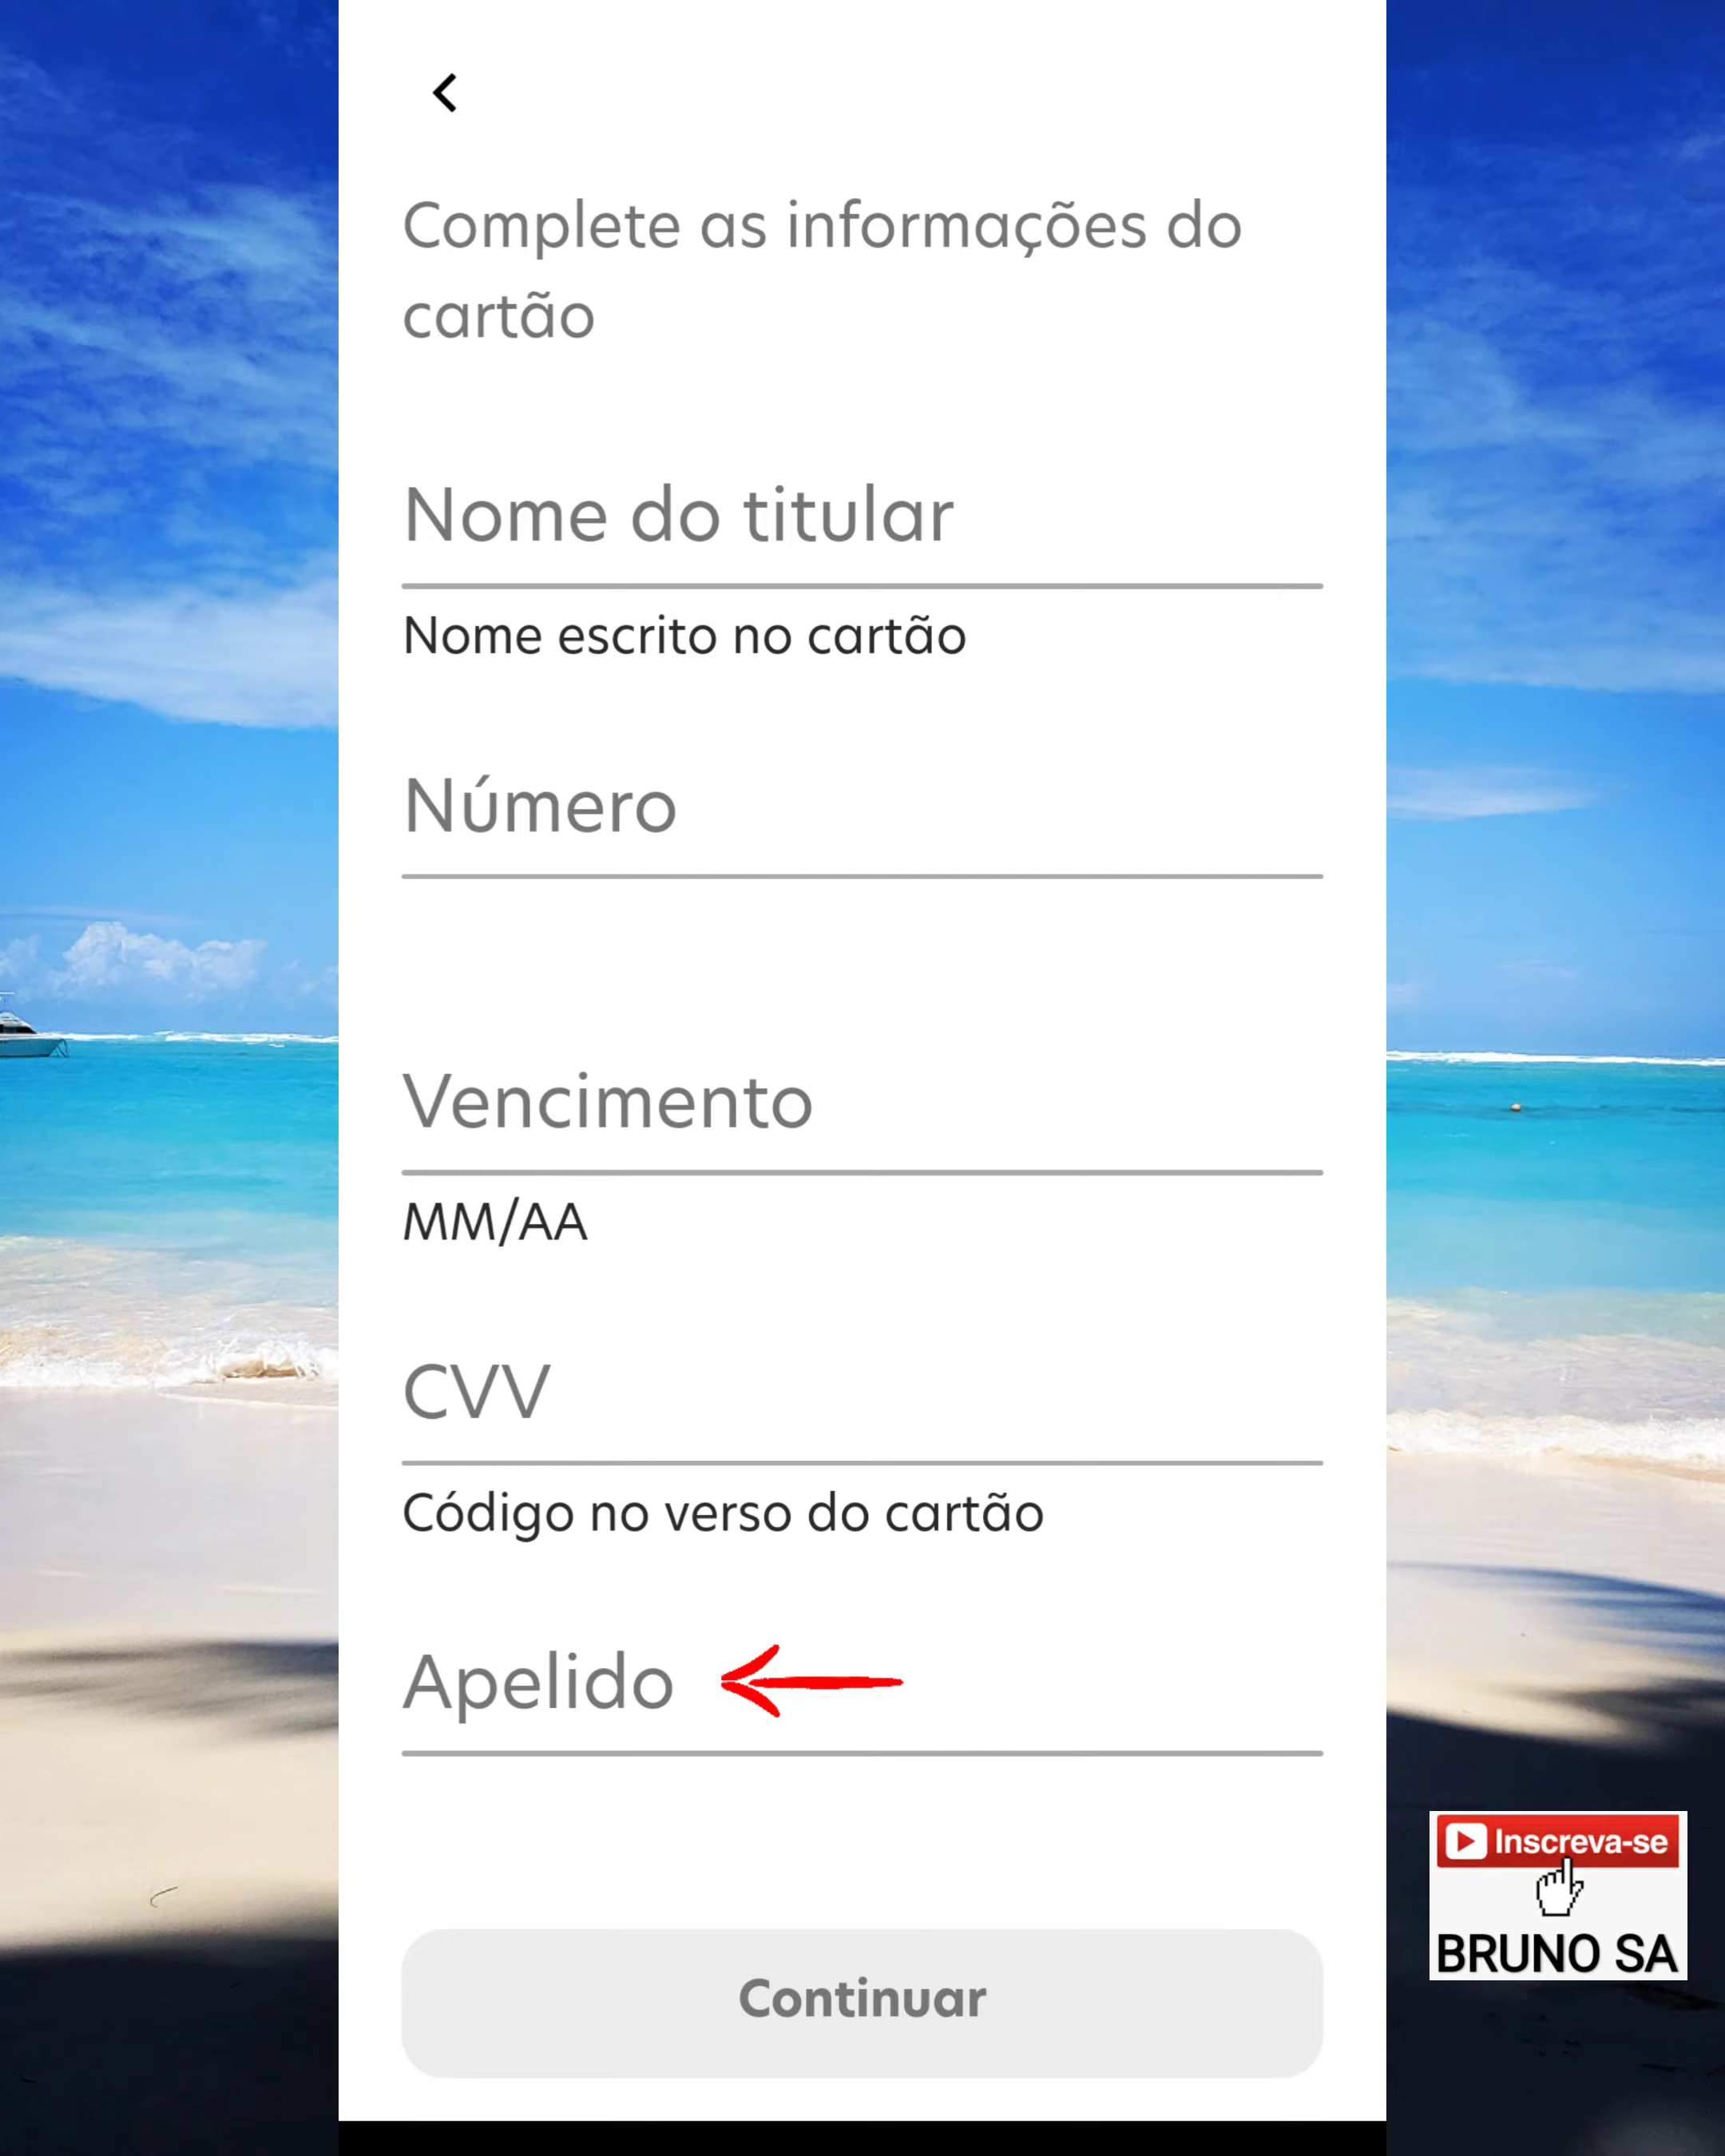 Complete as informações do
cartão
Nome do titular
Nome escrito no cartão
Número
Vencimento
MM/AA
CVV
Código no verso do cartão
Apelido
Continuar
Inscreva-se
BRUNO SA